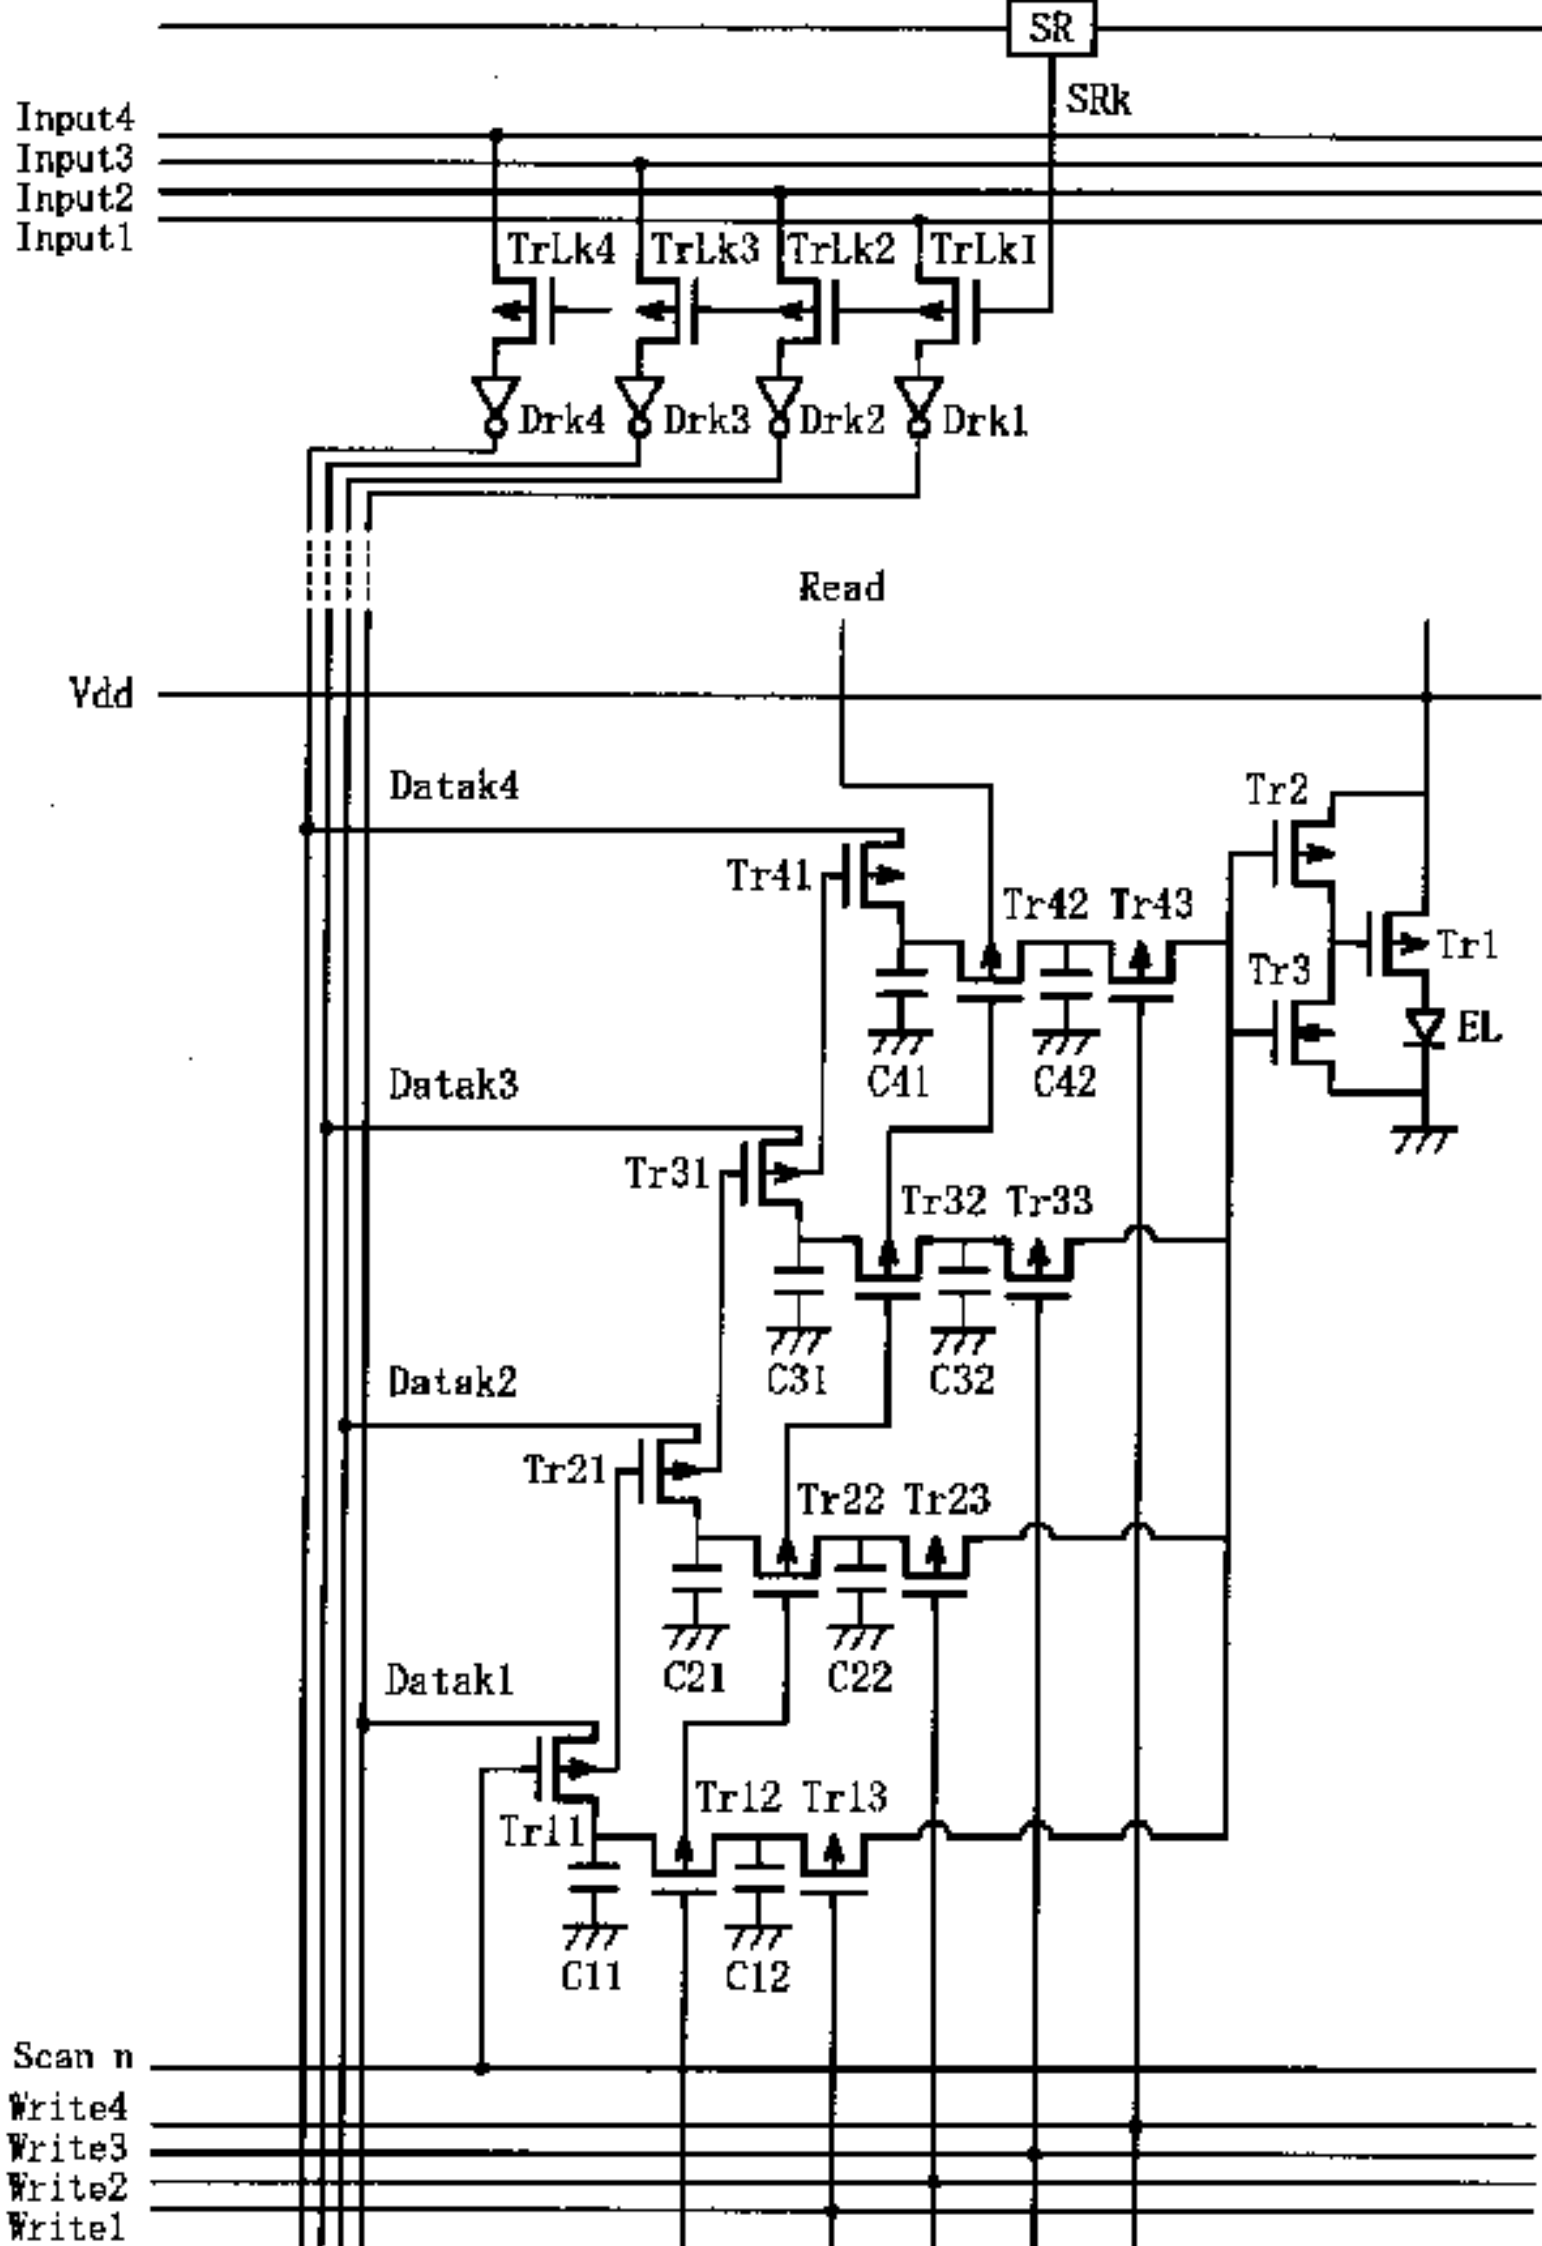 SR
SRk
Input4
Input3
Input2
Input1
TrLk4 TrLk3 TrLk2 TrLk1
Drk4 Drk3 Drk2 Drk1
Read
Vdd
Datak4
Tr2
Tr41
Tr42 Tr43
Tr1
Tr3
EL
C41 C42
Datak3
Tr31
Tr32 Tr33
C31 C32
Datak2
Tr21
Tr22 Tr23
C21 C22
Datak1
Tr12 Tr13
Tr11
C11 C12
Scan n
Write4
Write3
Write2
Write1